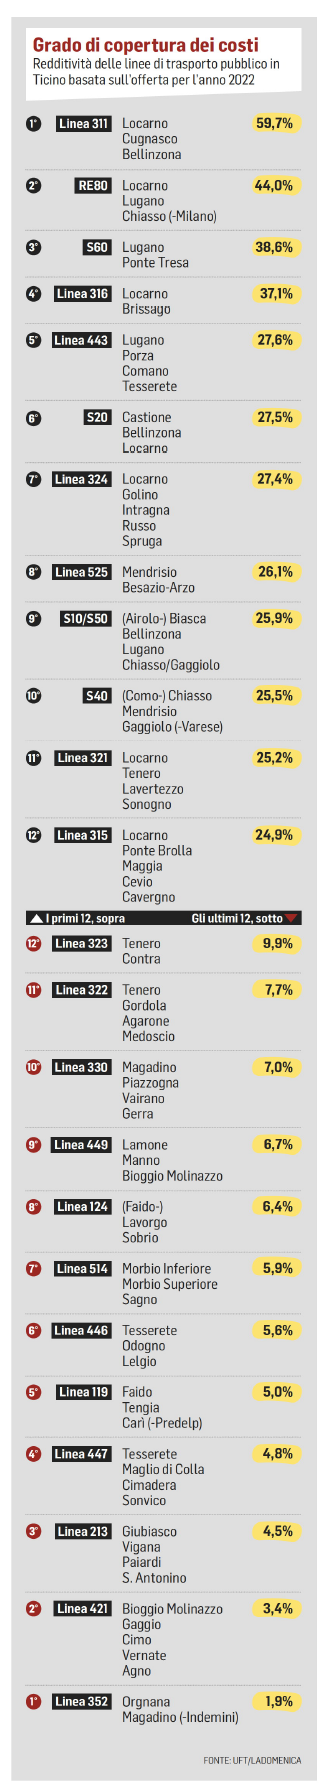 Grado di copertura dei costi
Redditività delle linee di trasporto pubblico in
Ticino basata sull'offerta per l'anno 2022
1° Linea 311 Locarno 59,7%
Cugnasco
Bellinzona
2° RE80 Locarno 44,0%
Lugano
Chiasso (-Milano)
3° S60 Lugano 38,6%
Ponte Tresa
4° Linea 316 Locarno 37,1%
Brissago
5° Linea 443 Lugano 27,6%
Porza
Comano
Tesserete
6° S20 Castione 27,5%
Bellinzona
Locarno
7° Linea 324 Locarno 27,4%
Golino
Intragna
Russo
Spruga
8° Linea 525 Mendrisio 26,1%
Besazio-Arzo
9° S10/S50 (Airolo-) Biasca 25,9%
Bellinzona
Lugano
Chiasso/Gaggiolo
10° S40 (Como-) Chiasso 25,5%
Mendrisio
Gaggiolo (-Varese)
11° Linea 321 Locarno 25,2%
Tenero
Lavertezzo
Sonogno
12° Linea 315 Locarno 24,9%
Ponte Brolla
Maggia
Cevio
Cavergno
I primi 12, sopra Gli ultimi 12, sotto
12° Linea 323 Tenero 9,9%
Contra
11° Linea 322 Tenero 7,7%
Gordola
Agarone
Medoscio
10° Linea 330 Magadino 7,0%
Piazzogna
Vairano
Gerra
9° Linea 449 Lamone 6,7%
Manno
Bioggio Molinazzo
8° Linea 124 (Faido-) 6,4%
Lavorgo
Sobrio
7° Linea 514 Morbio Inferiore 5,9%
Morbio Superiore
Sagno
6° Linea 446 Tesserete 5,6%
Odogno
Lelgio
5° Linea 119 Faido 5,0%
Tengia
Carì (-Predelp)
4° Linea 447 Tesserete 4,8%
Maglio di Colla
Cimadera
Sonvico
3° Linea 213 Giubiasco 4,5%
Vigana
Paiardi
S. Antonino
2° Linea 421 Bioggio Molinazzo 3,4%
Gaggio
Cimo
Vernate
Agno
1° Linea 352 Orgnana 1,9%
Magadino (-Indemini)
FONTE: UFT/LADOMENICA